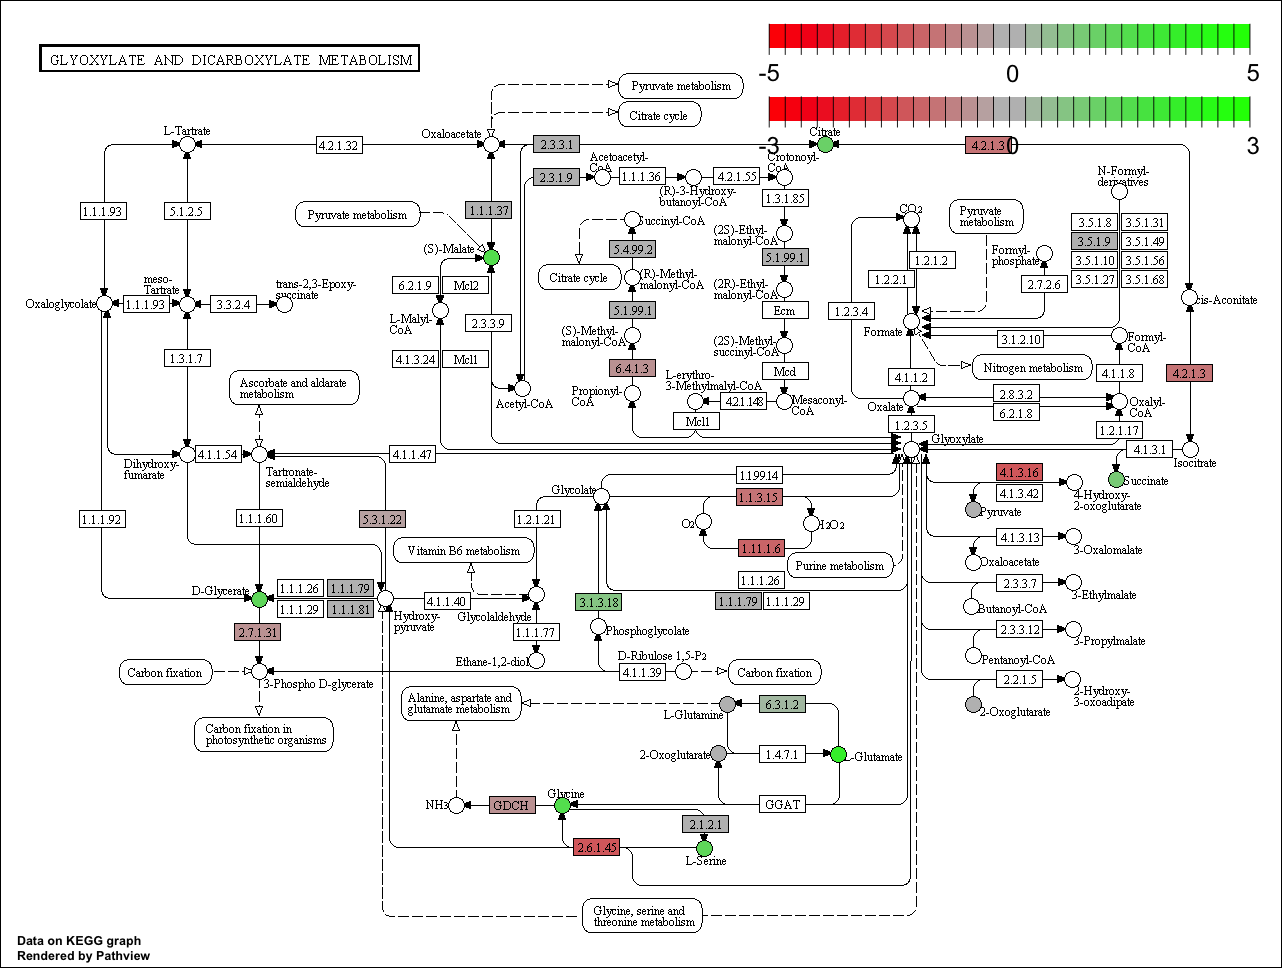 GLYOXYLATE AND DICARBOXYLATE METABOLISM
-5 0 5
-3 0 3
Pyruvate metabolism
Citrate cycle
L-Tartrate
4.2.1.32
Oxaloacetate
2.3.3.1
Citrate
4.2.1.3
2.3.1.9
Acetoacetyl-
CoA
1.1.1.36
(R)-3-Hydroxy-
butanoyl-CoA
4.2.1.55
Crotonoyl-
CoA
1.3.1.85
N-Formyl-
derivatives
1.1.1.93
5.1.2.5
Pyruvate metabolism
1.1.1.37
(S)-Malate
Succinyl-CoA
5.4.99.2
Citrate cycle
(R)-Methyl-
malonyl-CoA
5.1.99.1
(S)-Methyl-
malonyl-CoA
6.4.1.3
Propionyl-
CoA
(2S)-Ethyl-
malonyl-CoA
5.1.99.1
(2R)-Ethyl-
malonyl-CoA
Ecm
(2S)-Methyl-
succinyl-CoA
Mcd
L-erythro-
3-Methylmalyl-CoA
4.2.1.148
Mesaconyl-
CoA
Mcl1
CO2
Pyruvate
metabolism
1.2.1.2
1.2.2.1
1.2.3.4
Formyl-
phosphate
2.7.2.6
3.5.1.8 3.5.1.31
3.5.1.9 3.5.1.49
3.5.1.10 3.5.1.56
3.5.1.27 3.5.1.68
cis-Aconitate
Formate
3.1.2.10
Formyl-
CoA
Nitrogen metabolism
4.1.1.2
4.1.1.8
4.2.1.3
2.8.3.2
6.2.1.8
Oxalate
Oxalyl-
CoA
1.2.3.5
1.2.1.17
Glyoxylate
4.1.3.1
Isocitrate
Succinate
meso-
Tartrate
trans-2,3-Epoxy-
succinate
Oxaloglycolate
1.1.1.93
3.3.2.4
6.2.1.9
Mcl2
L-Malyl-
CoA
2.3.3.9
4.1.3.24
Mcl1
Acetyl-CoA
1.3.1.7
Ascorbate and aldarate
metabolism
Dihydroxy-
fumarate
4.1.1.54
Tartronate-
semialdehyde
4.1.1.47
1.1.1.92
1.1.1.60
5.3.1.22
Glycolate
1.1.99.14
1.1.3.15
1.2.1.21
O2
H2O2
1.11.1.6
Vitamin B6 metabolism
Purine metabolism
4.1.3.16
4.1.3.42
4-Hydroxy-
2-oxoglutarate
Pyruvate
4.1.3.13
3-Oxalomalate
Oxaloacetate
2.3.3.7
3-Ethylmalate
Butanoyl-CoA
2.3.3.12
3-Propylmalate
Pentanoyl-CoA
2.2.1.5
2-Hydroxy-
3-oxoadipate
2-Oxoglutarate
D-Glycerate
1.1.1.26
1.1.1.79
1.1.1.29
1.1.1.81
Hydroxy-
pyruvate
4.1.1.40
Glycolaldehyde
3.1.3.18
1.1.1.26
1.1.1.79
1.1.1.29
2.7.1.31
1.1.1.77
Phosphoglycolate
Ethane-1,2-diol
Carbon fixation
3-Phospho D-glycerate
D-Ribulose 1,5-P2
4.1.1.39
Carbon fixation
Carbon fixation in
photosynthetic organisms
Alanine, aspartate and
glutamate metabolism
L-Glutamine
6.3.1.2
2-Oxoglutarate
1.4.7.1
L-Glutamate
NH3
GDCH
Glycine
GGAT
2.1.2.1
2.6.1.45
L-Serine
Glycine, serine and
threonine metabolism
Data on KEGG graph
Rendered by Pathview